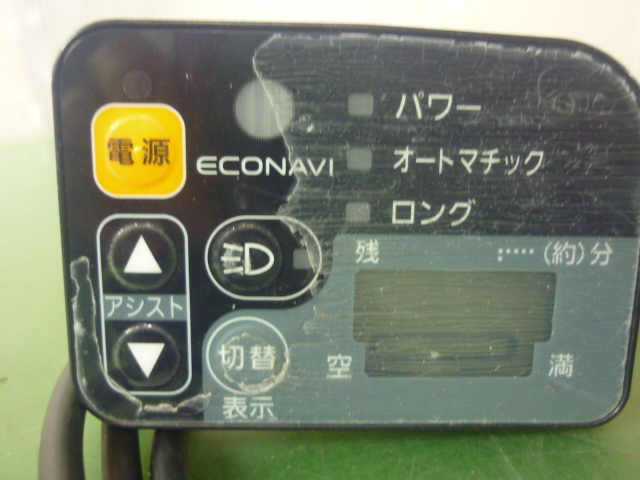 パワー
電源
ECONAVI
オートマチック
ロング
アシスト
残
(約)分
切替
表示
空
満